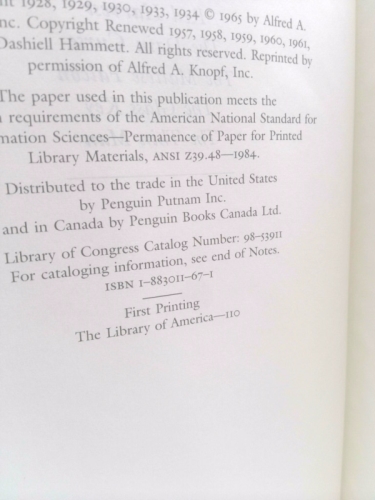 1928, 1929, 1930, 1933, 1934 © 1965 by Alfred A.
nc. Copyright Renewed 1957, 1958, 1959, 1960, 1961,
Dashiell Hammett. All rights reserved. Reprinted by
permission of Alfred A. Knopf, Inc.
The paper used in this publication meets the
requirements of the American National Standard for
mation Sciences—Permanence of Paper for Printed
Library Materials, ANSI Z39.48—1984.
Distributed to the trade in the United States
by Penguin Putnam Inc.
and in Canada by Penguin Books Canada Ltd.
Library of Congress Catalog Number: 98-53911
For cataloging information, see end of Notes.
ISBN 1-883011-67-1
First Printing
The Library of America—110